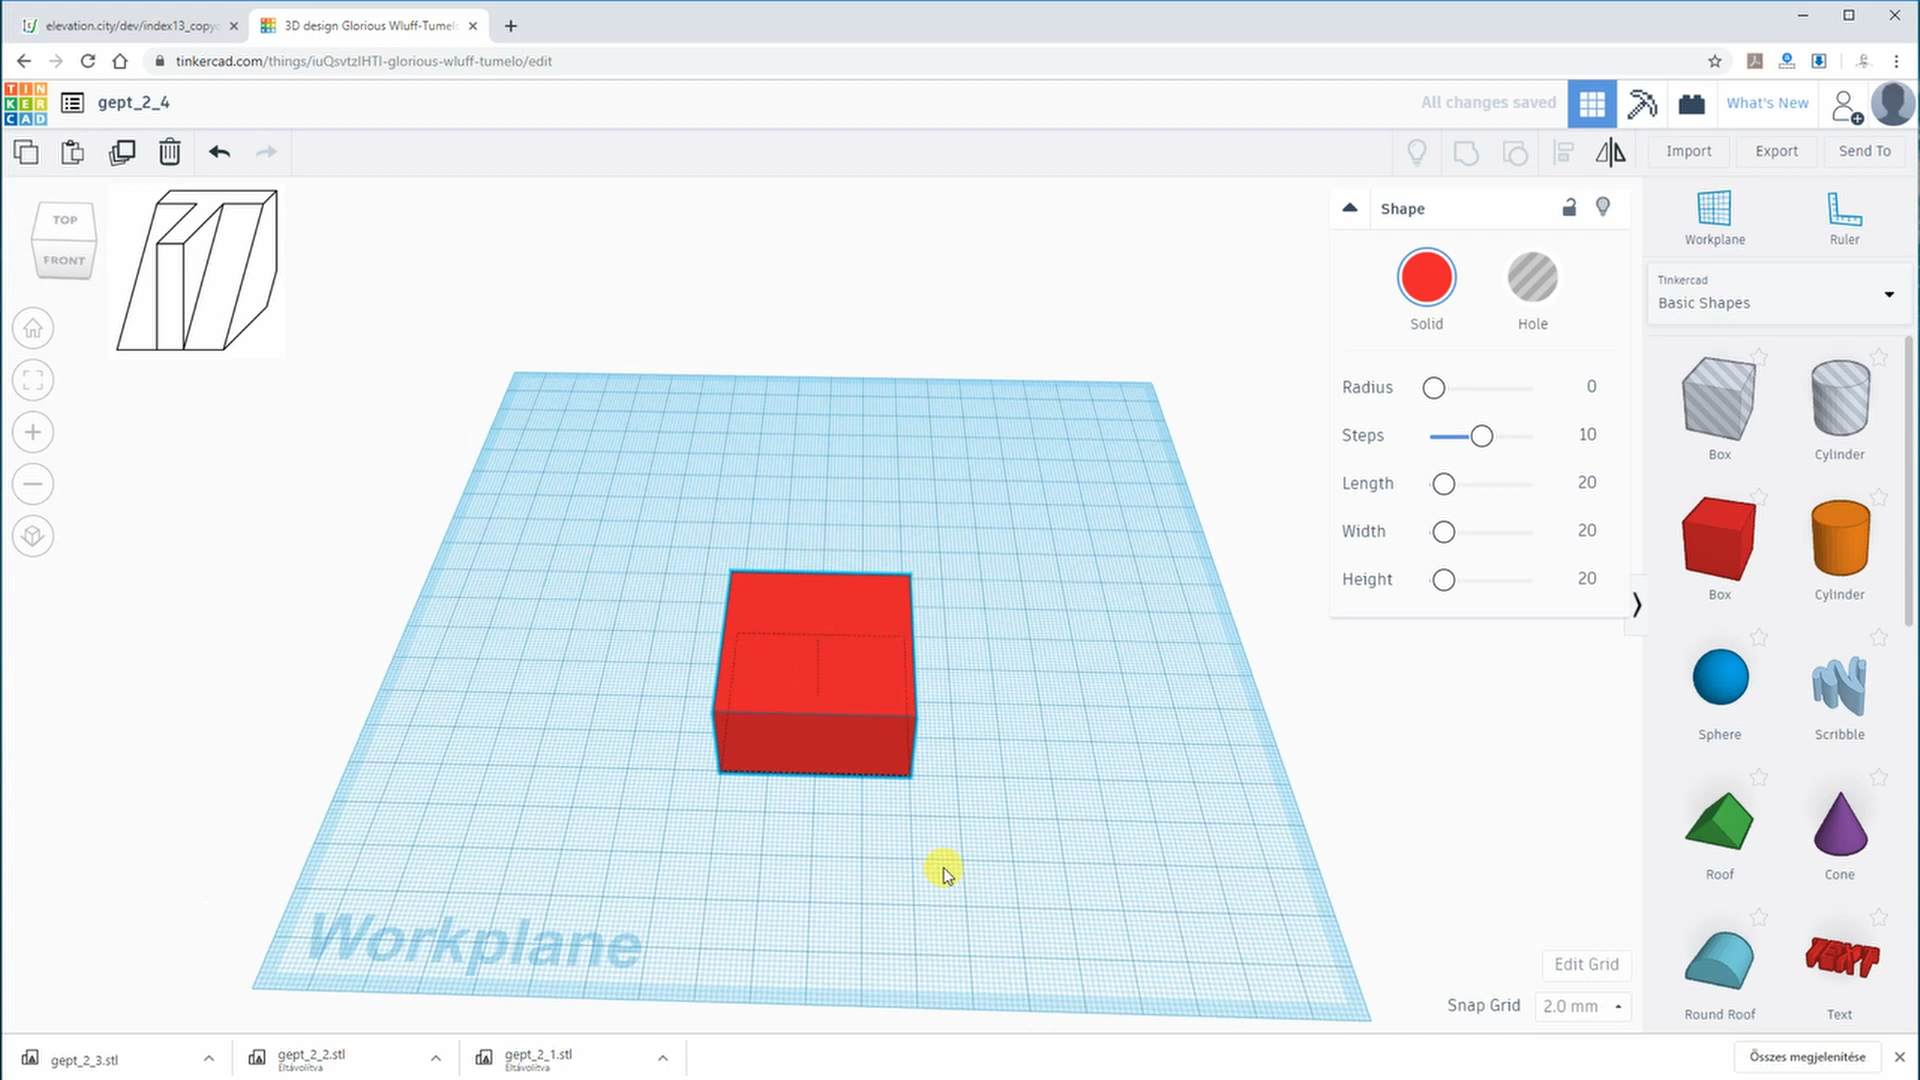 elevation.city/dev/index13_copy
3D design Glorious Wluff-Tumel
tinkercad.com/things/iuQsvtzIHTI-glorious-wluff-tumelo/edit
TIN
KER
CAD
gept_2_4
All changes saved
What's New
Import
Export
Send To
TOP
FRONT
Shape
Solid
Hole
Radius 0
Steps 10
Length 20
Width 20
Height 20
Workplane
Ruler
Tinkercad
Basic Shapes
Box
Cylinder
Box
Cylinder
Sphere
Scribble
Roof
Cone
TEXT
Round Roof
Text
Workplane
Edit Grid
Snap Grid 2.0 mm
gept_2_3.stl
gept_2_2.stl
Eltávolítva
gept_2_1.stl
Eltávolítva
Összes megjelenítése